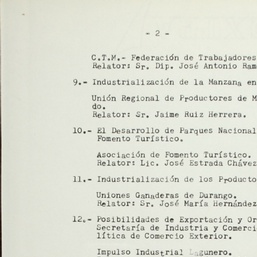 - 2 -
C.T.M.- Federación de Trabajadores
Relator: Sr. Dip. José Antonio Ram
9.- Industrialización de la Manzana en
Unión Regional de Productores de M
do.
Relator: Sr. Jaime Ruiz Herrera.
10.- El Desarrollo de Parques Nacional
Fomento Turístico.
Asociación de Fomento Turístico.
Relator: Lic. José Estrada Chávez
11.- Industrialización de los Producto
Uniones Ganaderas de Durango.
Relator: Sr. José María Hernández
12.- Posibilidades de Exportación y Or
Secretaría de Industria y Comerci
lítica de Comercio Exterior.
Impulso Industrial Lagunero.